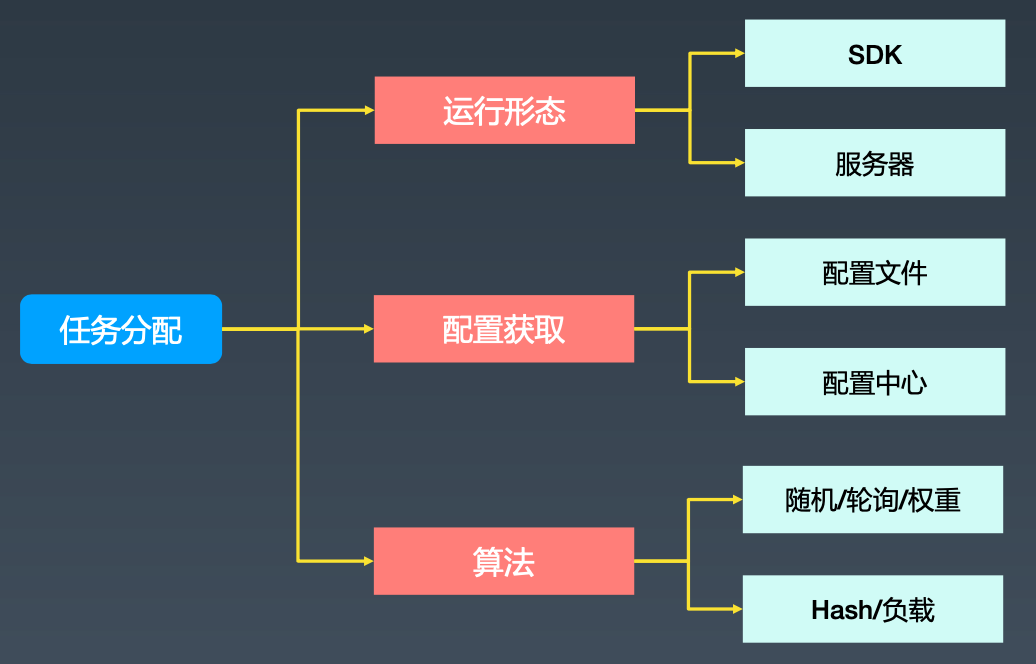 任务分配
运行形态
SDK
服务器
配置获取
配置文件
配置中心
算法
随机/轮询/权重
Hash/负载